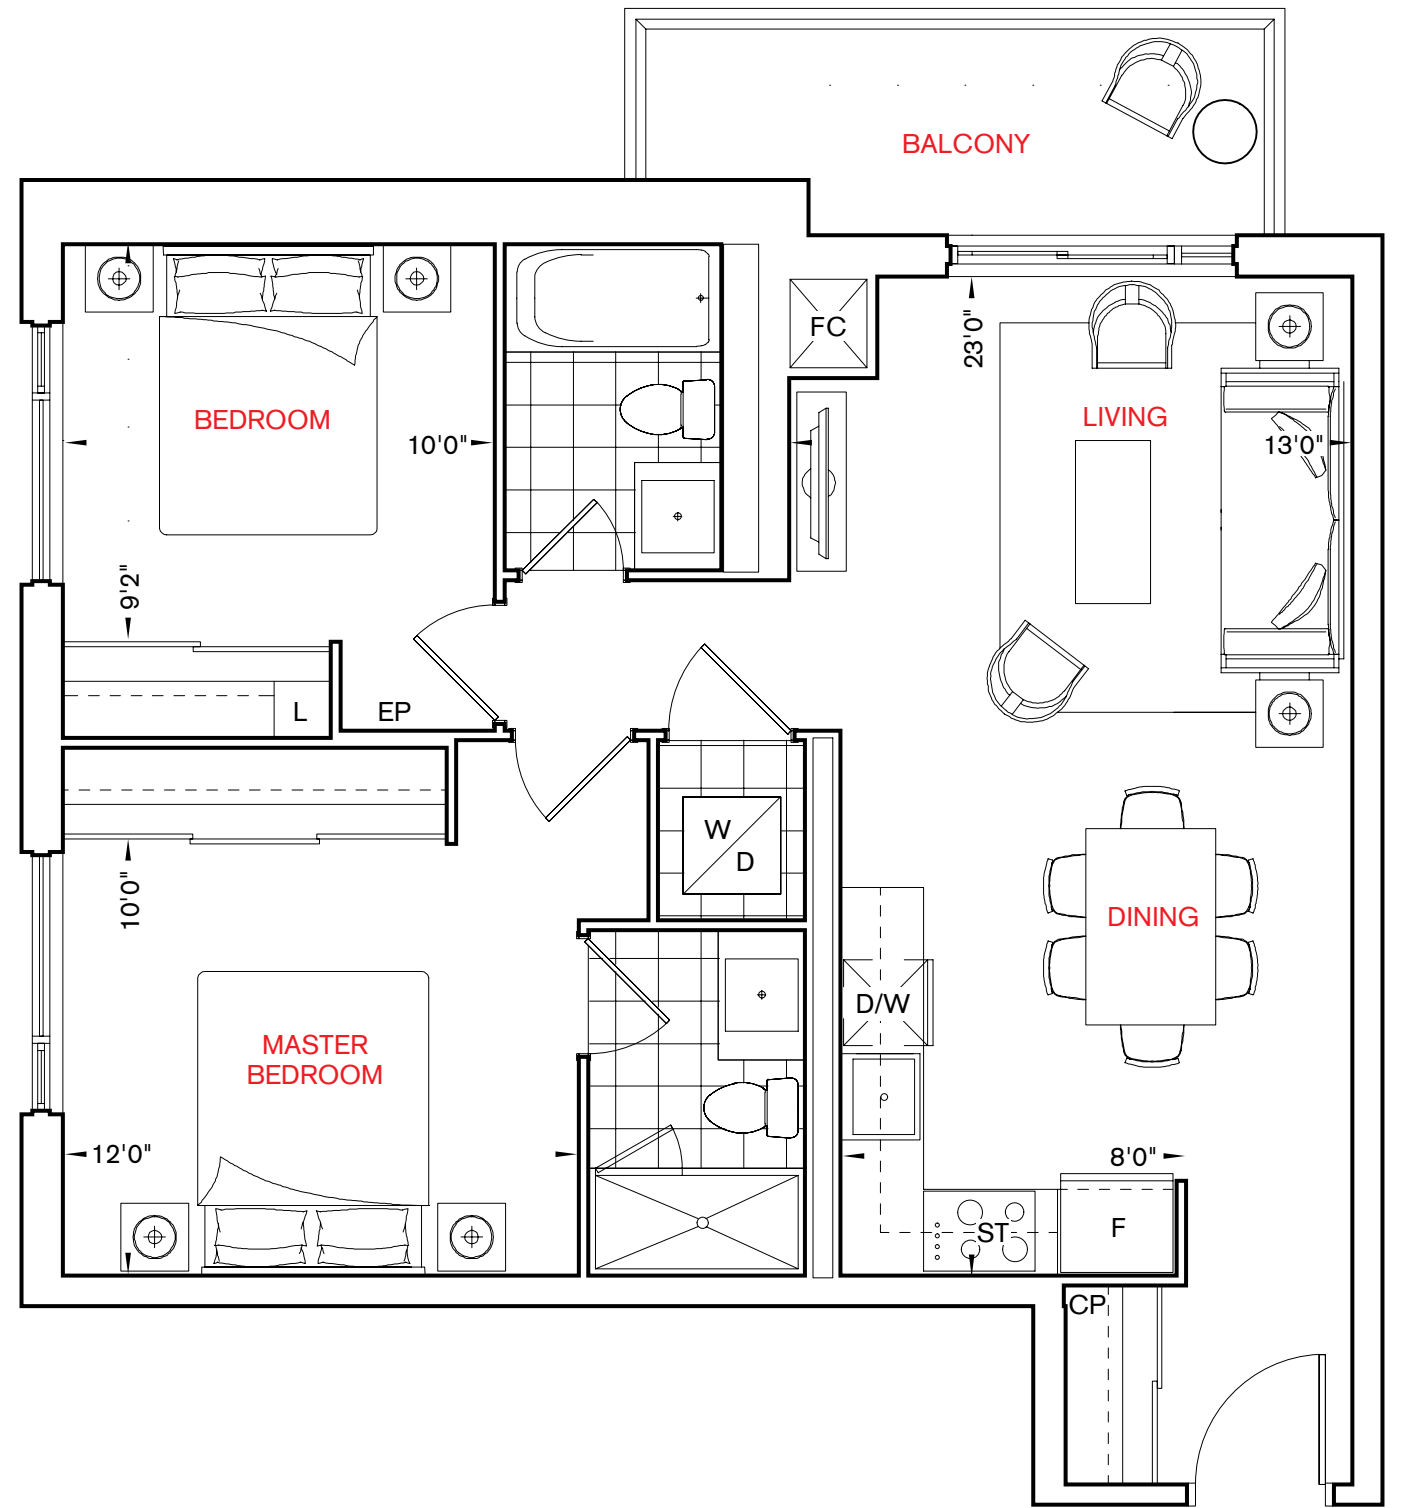 BALCONY
FC
23'0"
LIVING
BEDROOM
10'0"
13'0"
9'2"
L
EP
W
D
10'0"
DINING
D/W
MASTER
BEDROOM
12'0"
8'0"
ST
F
CP